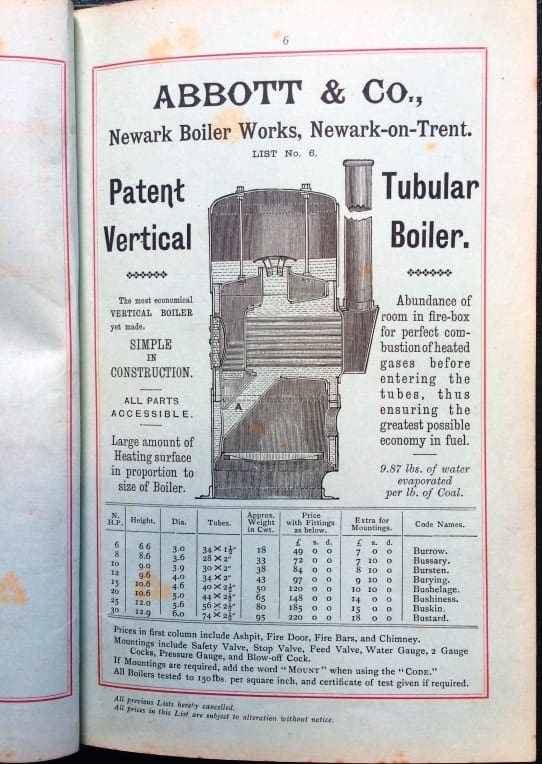 6
ABBOTT & Co.,
Newark Boiler Works, Newark-on-Trent.
LIST No. 6.
Patent
Vertical
Tubular
Boiler.
The most economical
VERTICAL BOILER
yet made.
SIMPLE
IN
CONSTRUCTION.
ALL PARTS
ACCESSIBLE.
Large amount of
Heating surface
in proportion to
size of Boiler.
A
Abundance of
room in fire-box
for perfect com-
bustion of heated
gases before
entering the
tubes, thus
ensuring the
greatest possible
economy in fuel.
9.87 lbs. of water
evaporated
per lb. of Coal.
N. H.P. Height. Dia. Tubes. Approx. Weight in Cwt. Price with Fittings as below. Extra for Mountings. Code Names.
£ s. d. £ s. d.
6 6 6 3.0 34 × 1½" 18 49 0 0 7 0 0 Burrow.
8 8.6 3.6 28 × 2" 33 72 0 0 7 10 0 Bussary.
10 9.0 3.9 30 × 2" 38 84 0 0 8 10 0 Bursten.
12 9.6 4.0 34 × 2" 43 97 0 0 9 10 0 Burying.
15 10.6 4.6 40 × 2½" 50 120 0 0 10 10 0 Bushelage.
20 10.6 5.0 44 × 2½" 65 148 0 0 14 0 0 Bushiness.
25 12.0 5.6 56 × 2½" 80 185 0 0 15 0 0 Buskin.
30 12.9 6.0 74 × 2½" 95 220 0 0 18 0 0 Bustard.
Prices in first column include Ashpit, Fire Door, Fire Bars, and Chimney.
Mountings include Safety Valve, Stop Valve, Feed Valve, Water Gauge, 2 Gauge
Cocks, Pressure Gauge, and Blow-off Cock.
If Mountings are required, add the word "MOUNT" when using the "CODE."
All Boilers tested to 150lbs. per square inch, and certificate of test given if required.
All previous Lists hereby cancelled.
All prices in this List are subject to alteration without notice.